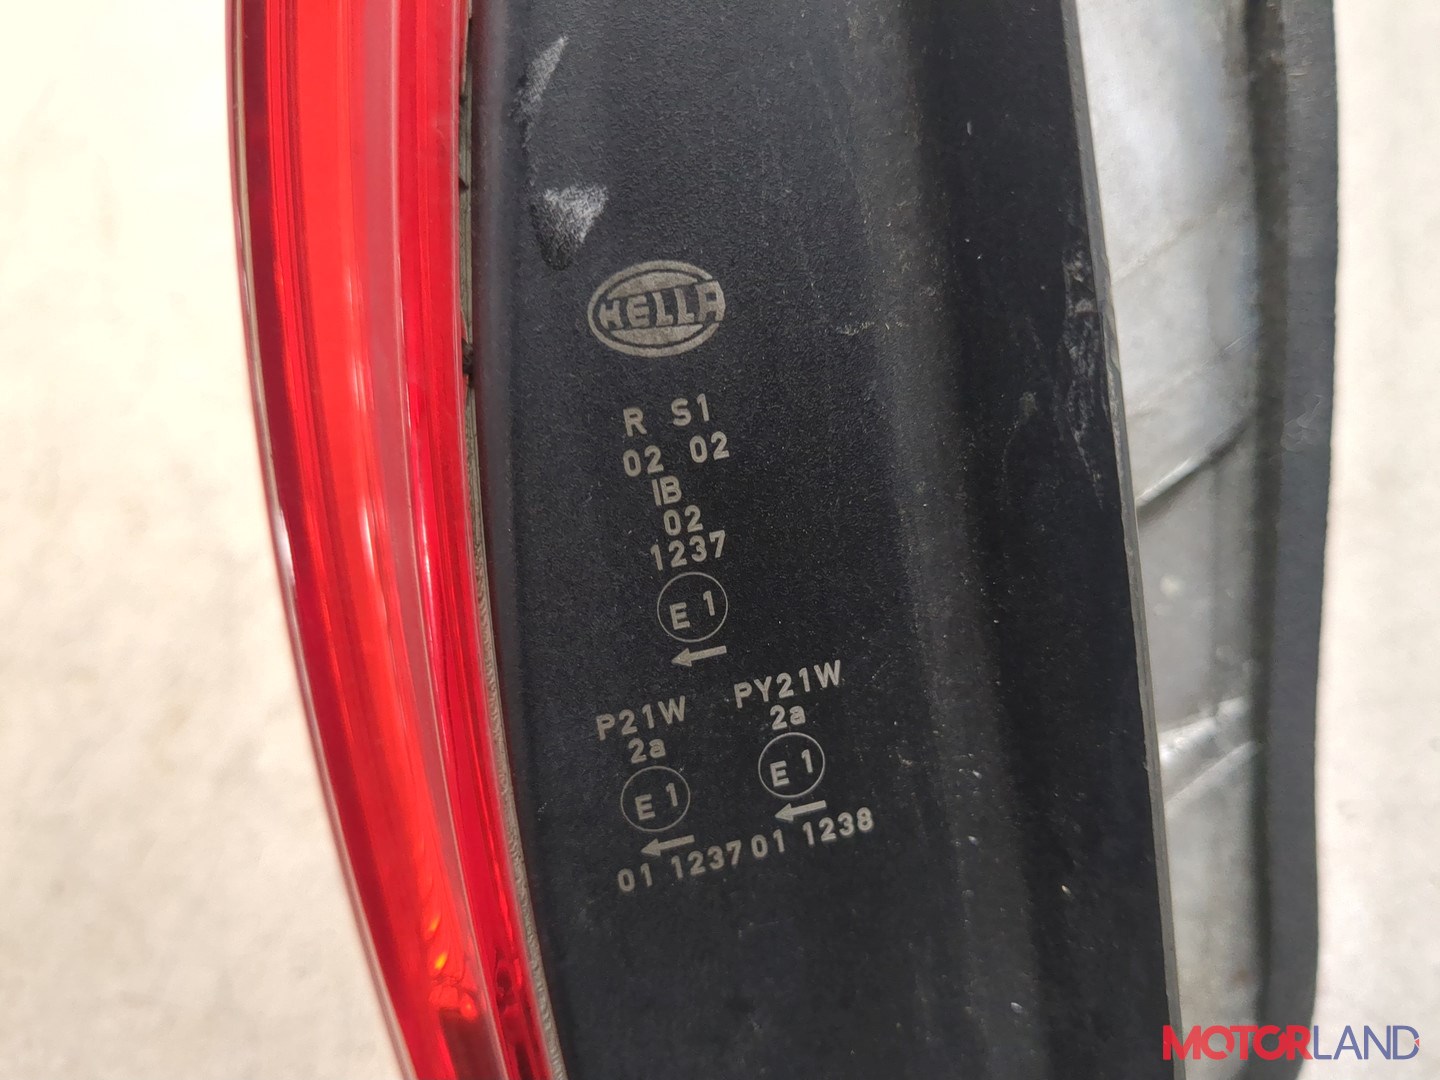 HELLA
R S1
02 02
IB
02
1237
E 1
P21W PY21W
2a 2a
E 1 E 1
01 1237 01 1238
MOTORLAND